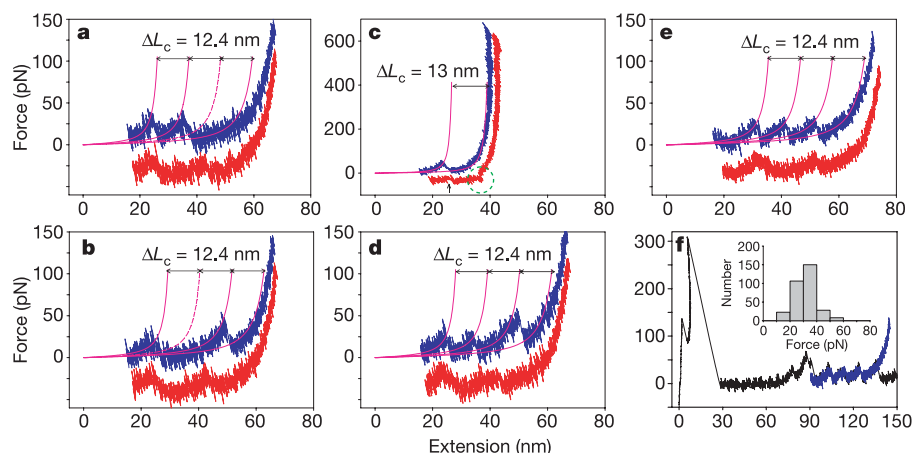 a
ΔLc = 12.4 nm
150
100
50
0
Force (pN)
0 20 40 60 80
c
ΔLc = 13 nm
600
400
200
0
0 20 40 60 80
e
ΔLc = 12.4 nm
150
100
50
0
0 20 40 60 80
b
ΔLc = 12.4 nm
150
100
50
0
Force (pN)
0 20 40 60 80
d
ΔLc = 12.4 nm
150
100
50
0
0 20 40 60 80
Extension (nm)
f
300
200
100
0
0 30 60 90 120 150
Number
150
100
50
0
0 20 40 60 80
Force (pN)